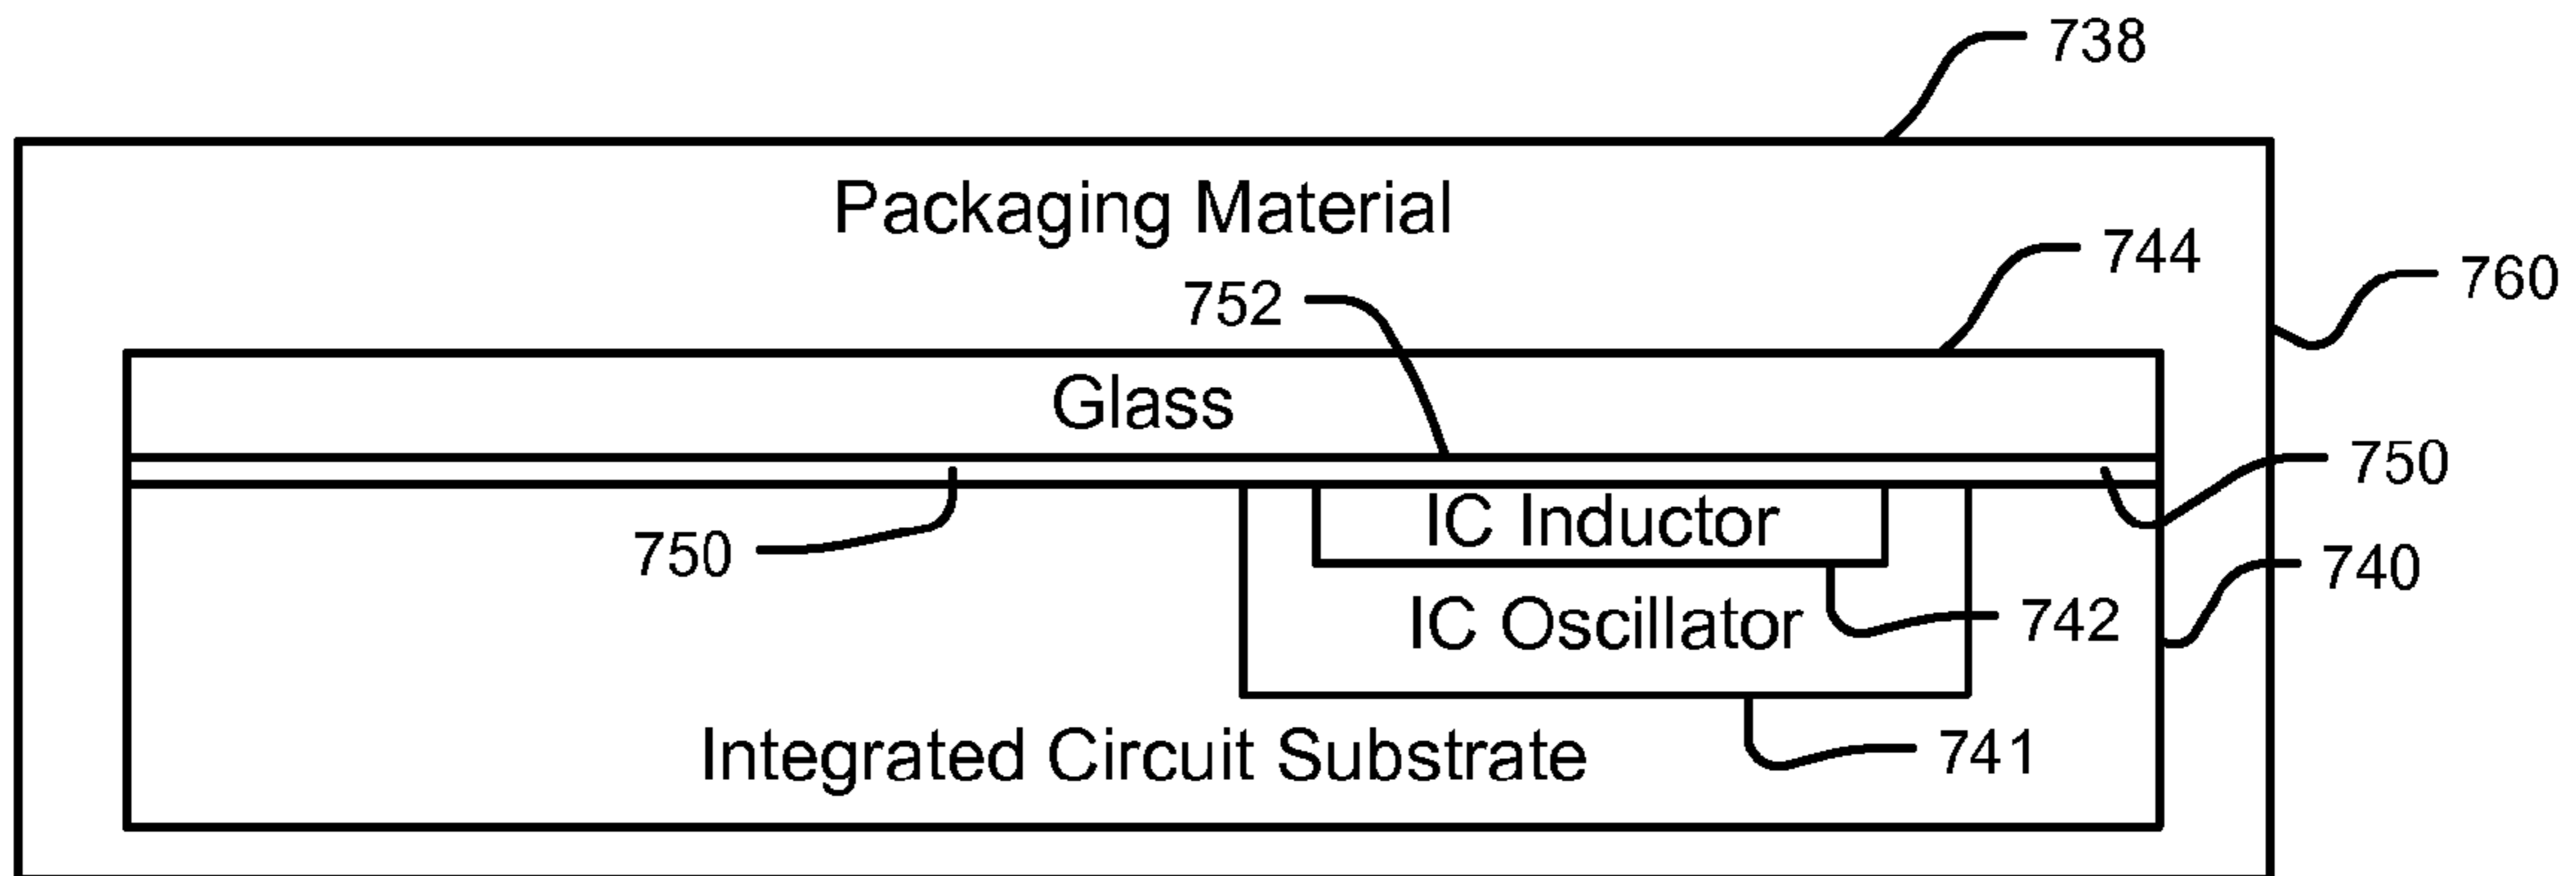 738
Packaging Material
744
752
760
Glass
750
IC Inductor
750
740
IC Oscillator
742
Integrated Circuit Substrate
741